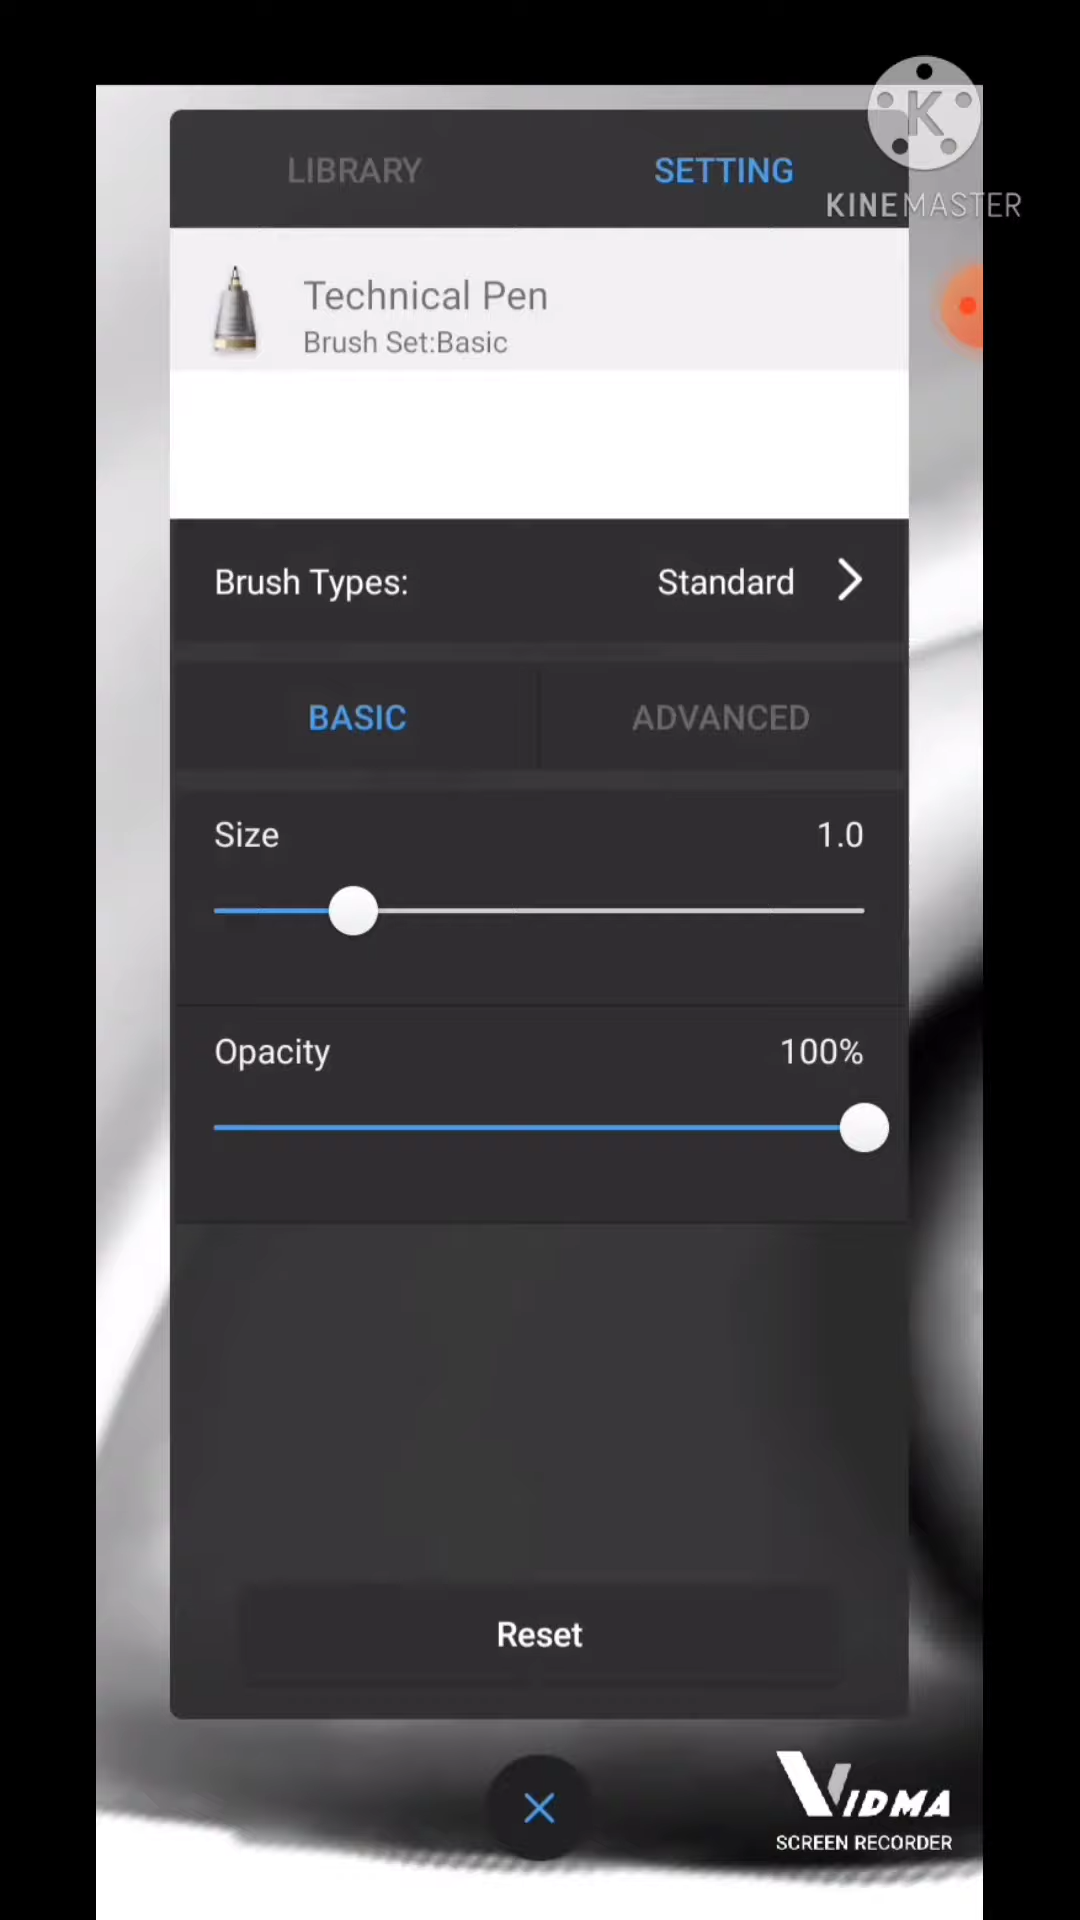 K
KINEMASTER
LIBRARY SETTING
Technical Pen
Brush Set:Basic
Brush Types: Standard
BASIC ADVANCED
Size 1.0
Opacity 100%
Reset
VIDMA
SCREEN RECORDER